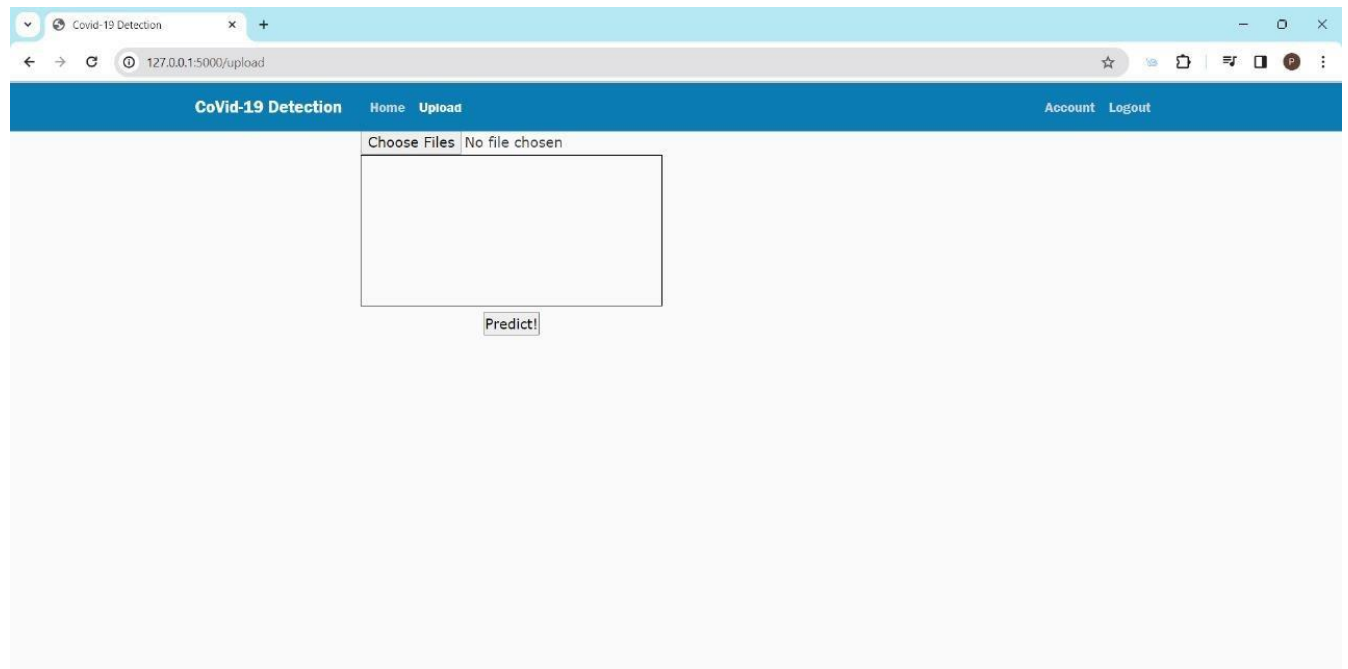 Covid-19 Detection
127.0.0.1:5000/upload
P
CoVid-19 Detection Home Upload Account Logout
Choose Files No file chosen
Predict!